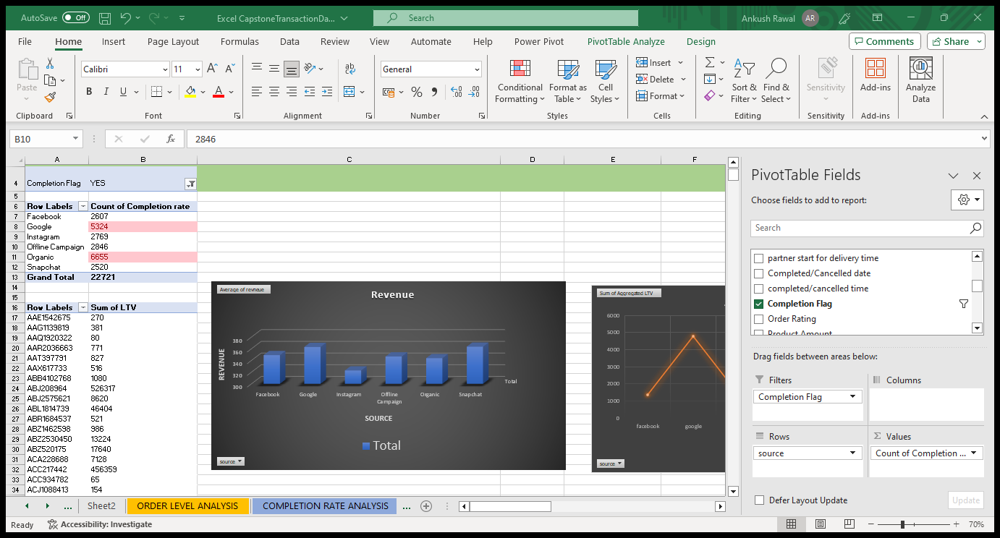 AutoSave Off Excel CapstoneTransactionDa... Search Ankush Rawal AR
File Home Insert Page Layout Formulas Data Review View Automate Help Power Pivot PivotTable Analyze Design Comments Share
Paste Calibri 11 General Conditional Formatting Format as Table Cell Styles Insert Delete Format Sort & Filter Find & Select Sensitivity Add-ins Analyze Data
B I U
Clipboard Font Alignment Number Styles Cells Editing Sensitivity Add-ins
B10 fx 2846
A B C D E F
4 Completion Flag YES
5
6 Row Labels Count of Completion rate
7 Facebook 2607
8 Google 5324
9 Instagram 2769
10 Offline Campaign 2846
11 Organic 6655
12 Snapchat 2520
13 Grand Total 22721
14
15
16 Row Labels Sum of LTV
17 AAE1542675 270
18 AAG1139819 381
19 AAQ1920322 80
20 AAR2036663 771
21 AAT397791 827
22 AAX617733 516
23 ABB4102768 1080
24 ABJ208964 526317
25 ABJ2575621 8620
26 ABL1814739 46404
27 ABR1684537 521
28 ABZ1462598 986
29 ABZ2530450 13224
30 ABZ520175 17640
31 ACA228688 7128
32 ACC217442 456359
33 ACC934782 65
34 ACJ1088413 154
Average of revneue
Revenue
REVENUE
380
360
340
320
300
Total
Facebook Google Instagram Offline Campaign Organic Snapchat
SOURCE
Total
source
Sum of Aggregated LTV
6000
5000
4000
3000
2000
1000
0
facebook google
source
PivotTable Fields
Choose fields to add to report:
Search
partner start for delivery time
Completed/Cancelled date
completed/cancelled time
Completion Flag
Order Rating
Product Amount
Drag fields between areas below:
Filters Columns
Completion Flag
Rows Σ Values
source Count of Completion ...
Defer Layout Update Update
... Sheet2 ORDER LEVEL ANALYSIS COMPLETION RATE ANALYSIS ...
Ready Accessibility: Investigate 70%